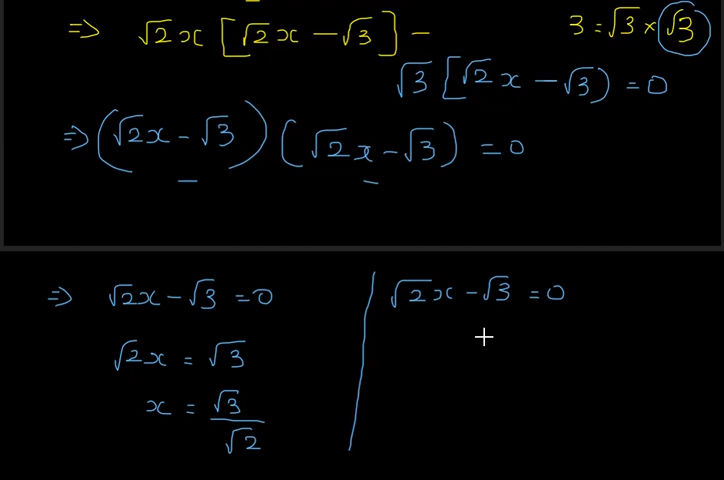 ⇒ √2x [√2x − √3] − 3 = √3 × √3
√3 [√2x − √3) = 0
⇒ (√2x − √3) (√2x − √3) = 0
⇒ √2x − √3 = 0 | √2x − √3 = 0
√2x = √3
x = √3/√2